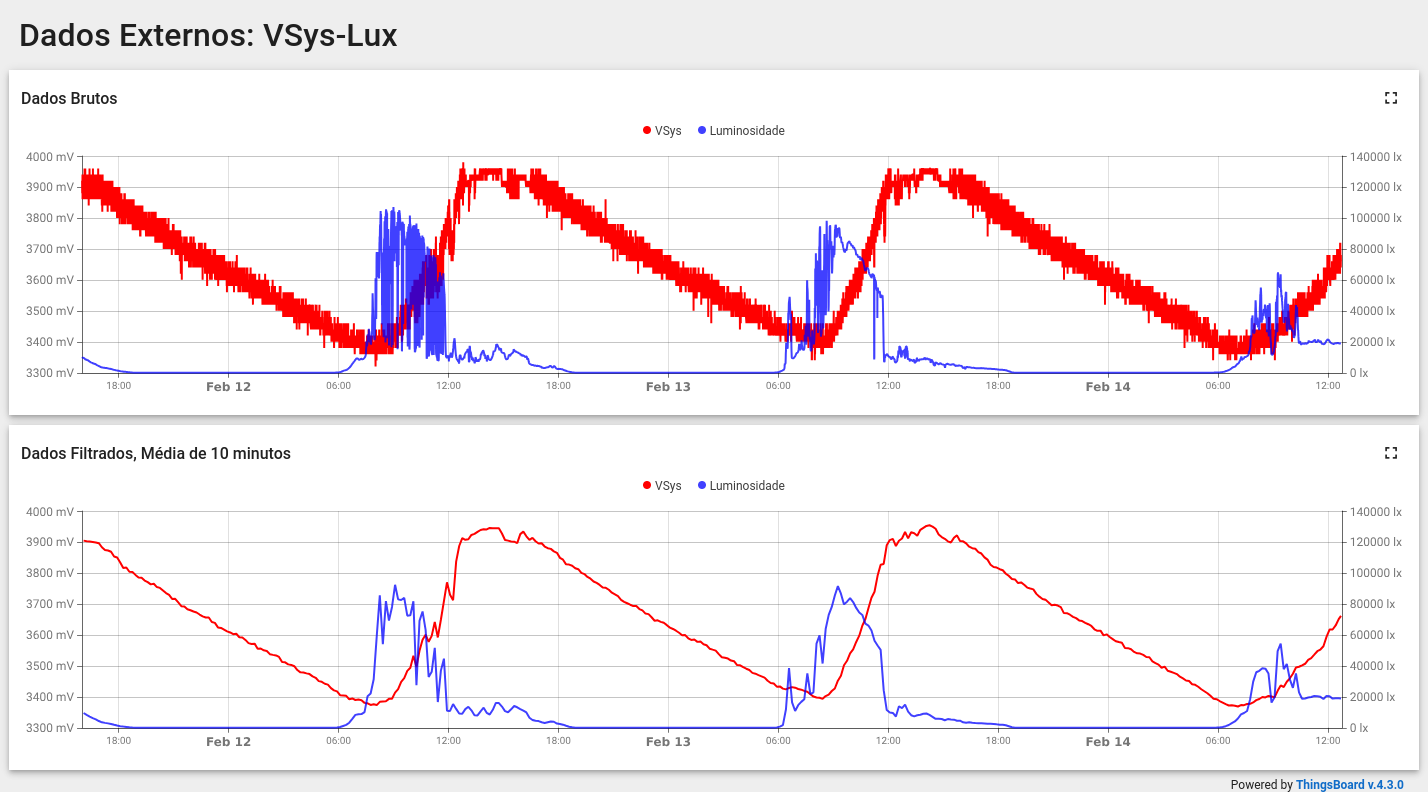 Dados Externos: VSys-Lux
Dados Brutos
VSys Luminosidade
4000 mV 140000 lx
3900 mV 120000 lx
3800 mV 100000 lx
3700 mV 80000 lx
3600 mV 60000 lx
3500 mV 40000 lx
3400 mV 20000 lx
3300 mV 0 lx
18:00 Feb 12 06:00 12:00 18:00 Feb 13 06:00 12:00 18:00 Feb 14 06:00 12:00
Dados Filtrados, Média de 10 minutos
VSys Luminosidade
4000 mV 140000 lx
3900 mV 120000 lx
3800 mV 100000 lx
3700 mV 80000 lx
3600 mV 60000 lx
3500 mV 40000 lx
3400 mV 20000 lx
3300 mV 0 lx
18:00 Feb 12 06:00 12:00 18:00 Feb 13 06:00 12:00 18:00 Feb 14 06:00 12:00
Powered by ThingsBoard v.4.3.0